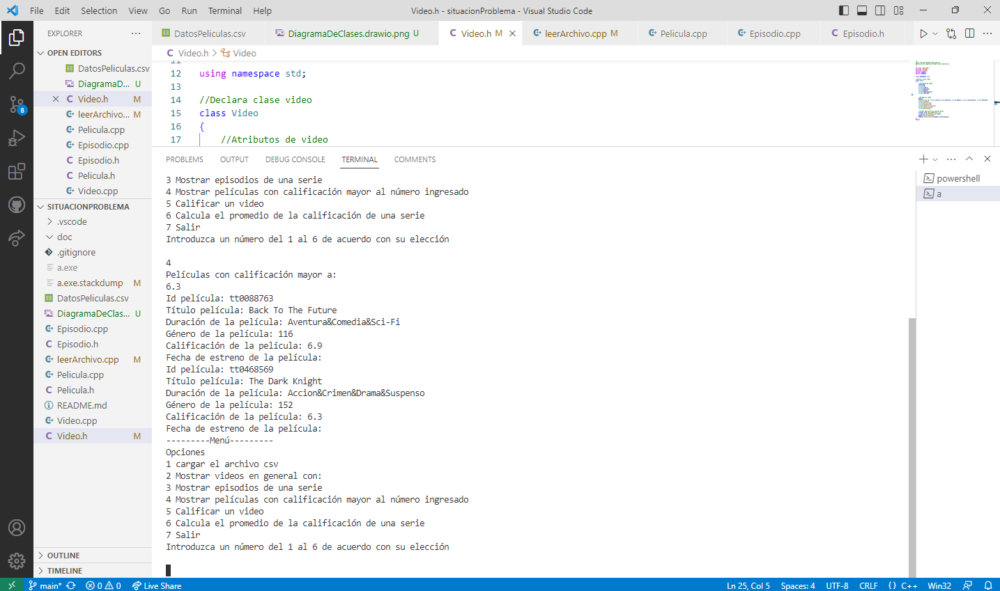 File Edit Selection View Go Run Terminal Help Video.h - situacionProblema - Visual Studio Code
EXPLORER
DatosPeliculas.csv DiagramaDeClases.drawio.png U Video.h M leerArchivo.cpp M Pelicula.cpp Episodio.cpp Episodio.h
OPEN EDITORS
DatosPeliculas.csv
DiagramaD... U
Video.h M
leerArchivo... M
Pelicula.cpp
Episodio.cpp
Episodio.h
Pelicula.h
Video.cpp
SITUACIONPROBLEMA
.vscode
doc
.gitignore
a.exe
a.exe.stackdump M
DatosPeliculas.csv
DiagramaDeClas... U
Episodio.cpp
Episodio.h
leerArchivo.cpp M
Pelicula.cpp
Pelicula.h
README.md
Video.cpp
Video.h M
OUTLINE
TIMELINE
8
Video.h > Video
11
12 using namespace std;
13
14 //Declara clase video
15 class Video
16 {
17 //Atributos de video
PROBLEMS OUTPUT DEBUG CONSOLE TERMINAL COMMENTS
3 Mostrar episodios de una serie
4 Mostrar películas con calificación mayor al número ingresado
5 Calificar un video
6 Calcula el promedio de la calificación de una serie
7 Salir
Introduzca un número del 1 al 6 de acuerdo con su elección
4
Películas con calificación mayor a:
6.3
Id película: tt0088763
Título película: Back To The Future
Duración de la película: Aventura&Comedia&Sci-Fi
Género de la película: 116
Calificación de la película: 6.9
Fecha de estreno de la película:
Id película: tt0468569
Título película: The Dark Knight
Duración de la película: Accion&Crimen&Drama&Suspenso
Género de la película: 152
Calificación de la película: 6.3
Fecha de estreno de la película:
---------Menú---------
Opciones
1 cargar el archivo csv
2 Mostrar videos en general con:
3 Mostrar episodios de una serie
4 Mostrar películas con calificación mayor al número ingresado
5 Calificar un video
6 Calcula el promedio de la calificación de una serie
7 Salir
Introduzca un número del 1 al 6 de acuerdo con su elección
powershell
a
main* 0 0 Live Share Ln 25, Col 5 Spaces: 4 UTF-8 CRLF {} C++ Win32